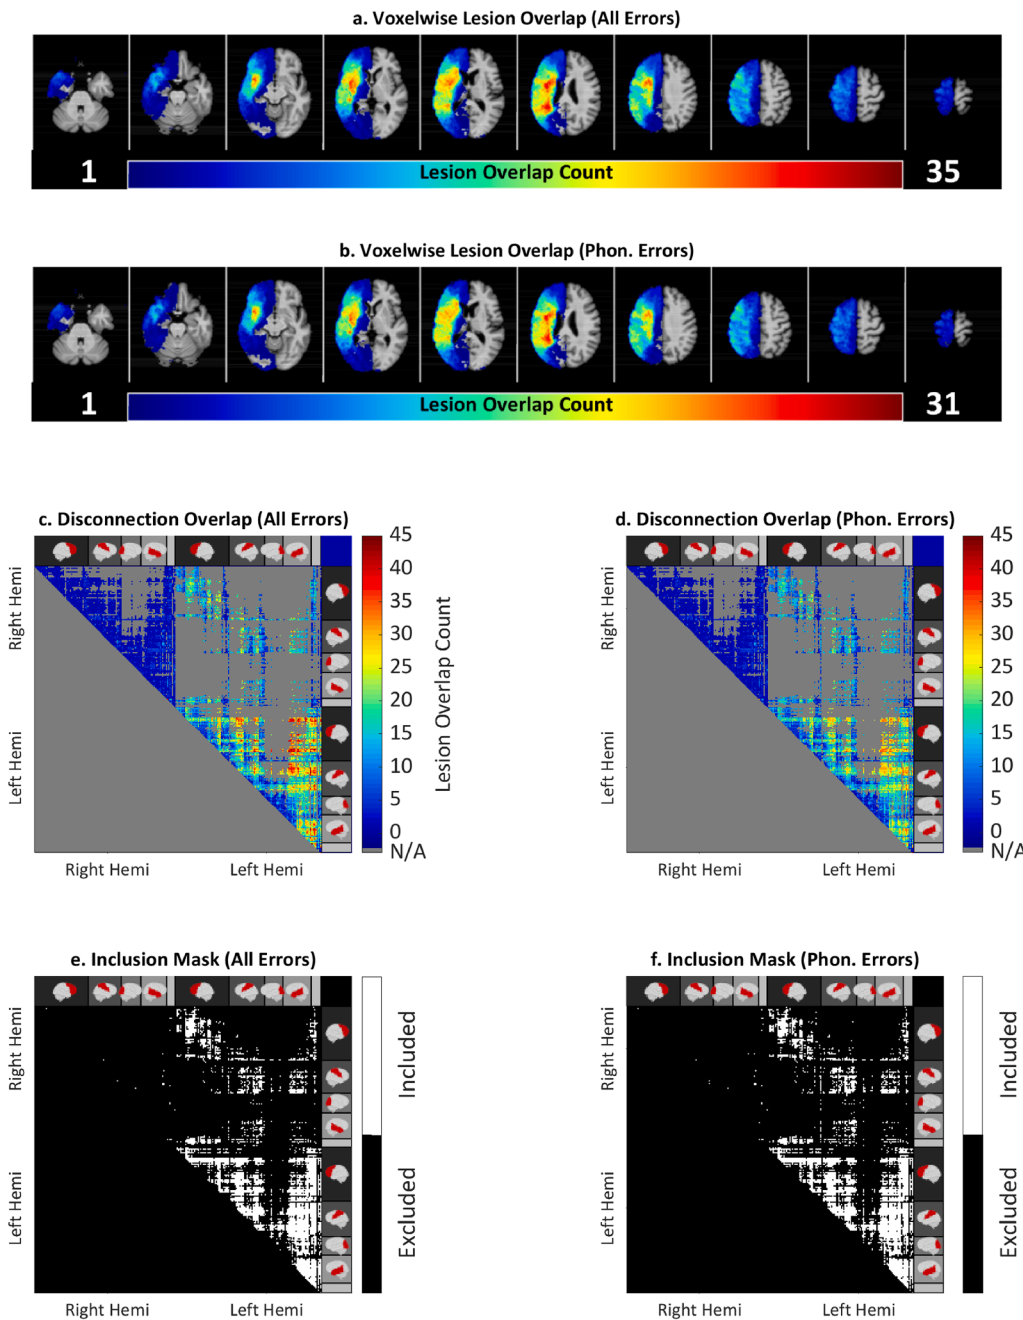 a. Voxelwise Lesion Overlap (All Errors)
1
Lesion Overlap Count
35
b. Voxelwise Lesion Overlap (Phon. Errors)
1
Lesion Overlap Count
31
c. Disconnection Overlap (All Errors)
Right Hemi
Left Hemi
Right Hemi
Left Hemi
45
40
35
30
25
20
15
10
5
0
N/A
Lesion Overlap Count
d. Disconnection Overlap (Phon. Errors)
Right Hemi
Left Hemi
Right Hemi
Left Hemi
45
40
35
30
25
20
15
10
5
0
N/A
e. Inclusion Mask (All Errors)
Right Hemi
Left Hemi
Right Hemi
Left Hemi
Included
Excluded
f. Inclusion Mask (Phon. Errors)
Right Hemi
Left Hemi
Right Hemi
Left Hemi
Included
Excluded